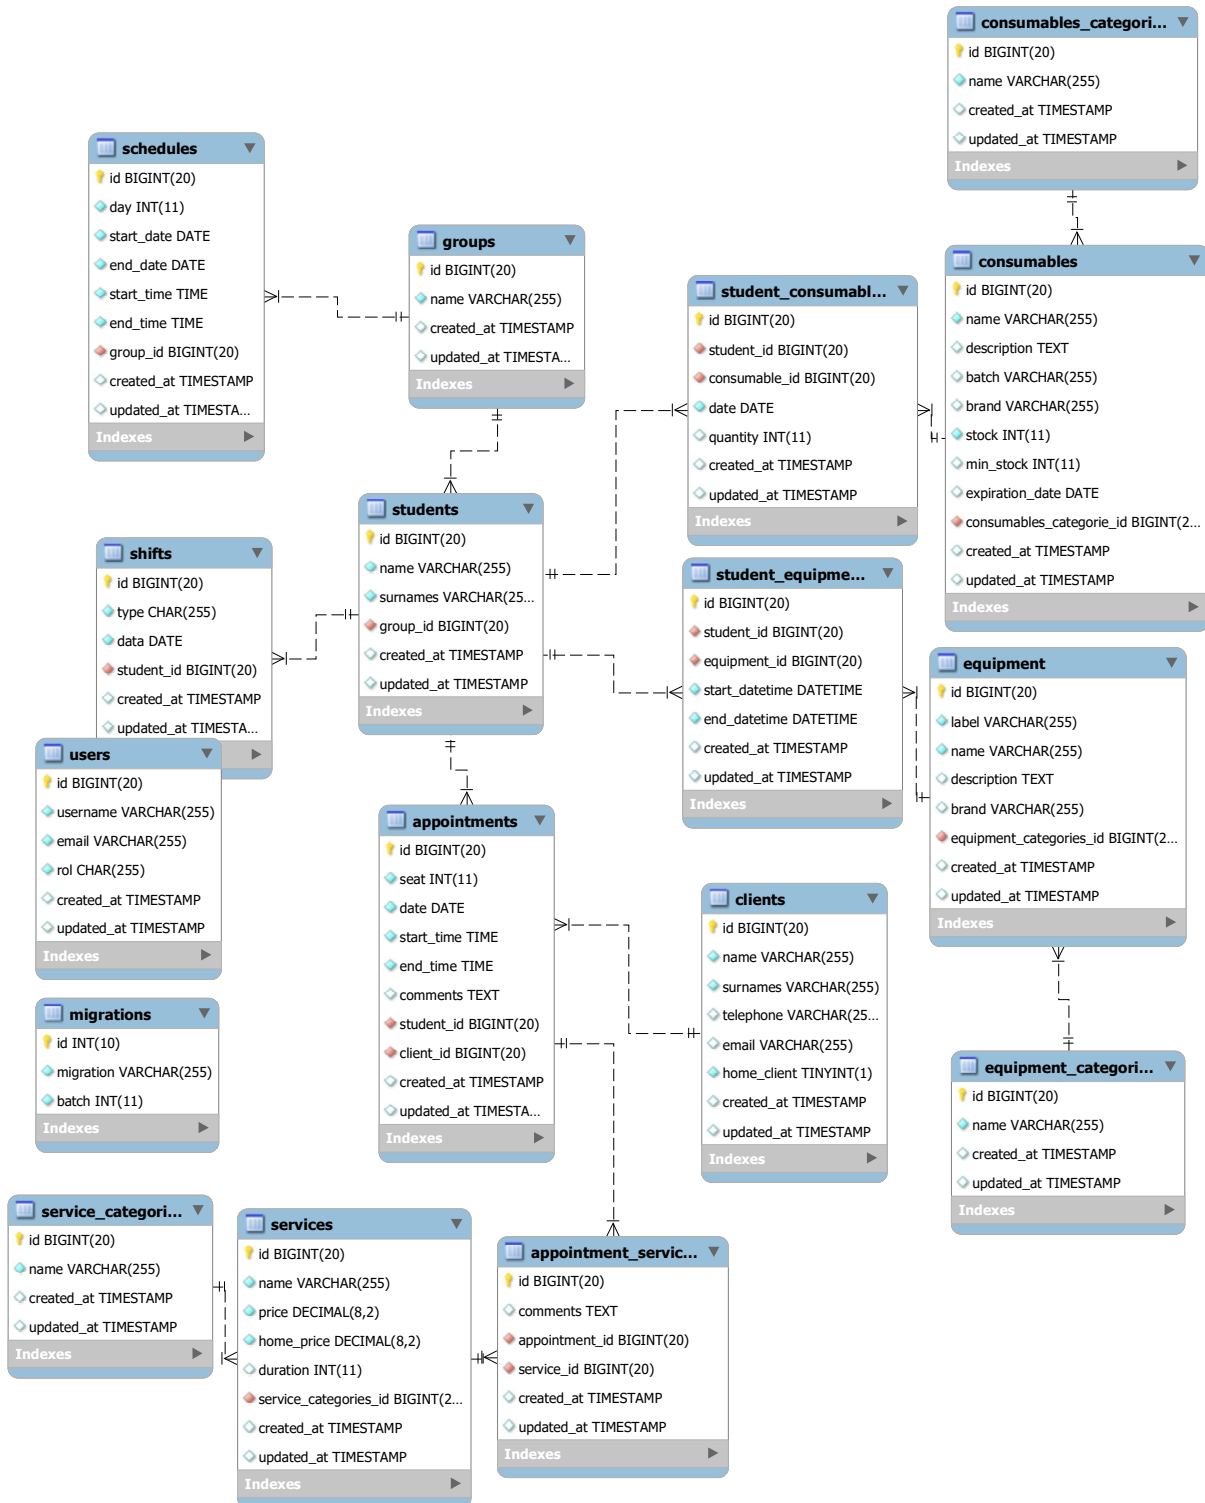 consumables_categori...
id BIGINT(20)
name VARCHAR(255)
created_at TIMESTAMP
updated_at TIMESTAMP
Indexes
schedules
id BIGINT(20)
day INT(11)
start_date DATE
end_date DATE
start_time TIME
end_time TIME
group_id BIGINT(20)
created_at TIMESTAMP
updated_at TIMESTA...
Indexes
groups
id BIGINT(20)
name VARCHAR(255)
created_at TIMESTAMP
updated_at TIMESTA...
Indexes
student_consumabl...
id BIGINT(20)
student_id BIGINT(20)
consumable_id BIGINT(20)
date DATE
quantity INT(11)
created_at TIMESTAMP
updated_at TIMESTAMP
Indexes
consumables
id BIGINT(20)
name VARCHAR(255)
description TEXT
batch VARCHAR(255)
brand VARCHAR(255)
stock INT(11)
min_stock INT(11)
expiration_date DATE
consumables_categorie_id BIGINT(2...
created_at TIMESTAMP
updated_at TIMESTAMP
Indexes
students
id BIGINT(20)
name VARCHAR(255)
surnames VARCHAR(25...
group_id BIGINT(20)
created_at TIMESTAMP
updated_at TIMESTAMP
Indexes
shifts
id BIGINT(20)
type CHAR(255)
data DATE
student_id BIGINT(20)
created_at TIMESTAMP
updated_at TIMESTA...
student_equipme...
id BIGINT(20)
student_id BIGINT(20)
equipment_id BIGINT(20)
start_datetime DATETIME
end_datetime DATETIME
created_at TIMESTAMP
updated_at TIMESTAMP
Indexes
equipment
id BIGINT(20)
label VARCHAR(255)
name VARCHAR(255)
description TEXT
brand VARCHAR(255)
equipment_categories_id BIGINT(2...
created_at TIMESTAMP
updated_at TIMESTAMP
Indexes
users
id BIGINT(20)
username VARCHAR(255)
email VARCHAR(255)
rol CHAR(255)
created_at TIMESTAMP
updated_at TIMESTAMP
Indexes
appointments
id BIGINT(20)
seat INT(11)
date DATE
start_time TIME
end_time TIME
comments TEXT
student_id BIGINT(20)
client_id BIGINT(20)
created_at TIMESTAMP
updated_at TIMESTA...
Indexes
clients
id BIGINT(20)
name VARCHAR(255)
surnames VARCHAR(255)
telephone VARCHAR(25...
email VARCHAR(255)
home_client TINYINT(1)
created_at TIMESTAMP
updated_at TIMESTAMP
Indexes
migrations
id INT(10)
migration VARCHAR(255)
batch INT(11)
Indexes
equipment_categori...
id BIGINT(20)
name VARCHAR(255)
created_at TIMESTAMP
updated_at TIMESTAMP
Indexes
service_categori...
id BIGINT(20)
name VARCHAR(255)
created_at TIMESTAMP
updated_at TIMESTAMP
Indexes
services
id BIGINT(20)
name VARCHAR(255)
price DECIMAL(8,2)
home_price DECIMAL(8,2)
duration INT(11)
service_categories_id BIGINT(2...
created_at TIMESTAMP
updated_at TIMESTAMP
Indexes
appointment_servic...
id BIGINT(20)
comments TEXT
appointment_id BIGINT(20)
service_id BIGINT(20)
created_at TIMESTAMP
updated_at TIMESTAMP
Indexes